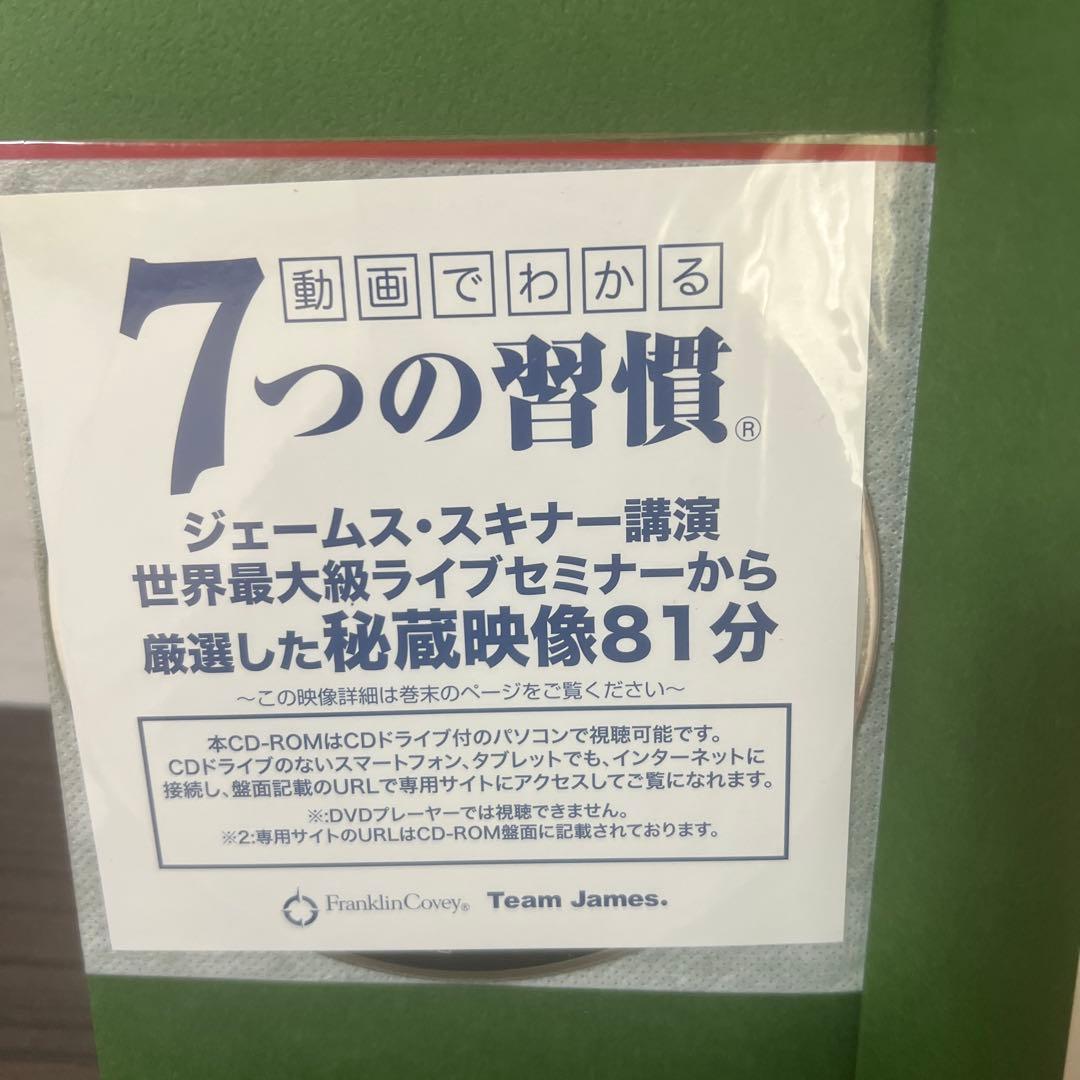 動画でわかる
7つの習慣®
ジェームス・スキナー講演
世界最大級ライブセミナーから
厳選した秘蔵映像81分
～この映像詳細は巻末のページをご覧ください～
本CD-ROMはCDドライブ付のパソコンで視聴可能です。
CDドライブのないスマートフォン、タブレットでも、インターネットに
接続し、盤面記載のURLで専用サイトにアクセスしてご覧になれます。
※:DVDプレーヤーでは視聴できません。
※2:専用サイトのURLはCD-ROM盤面に記載されております。
FranklinCovey® Team James.